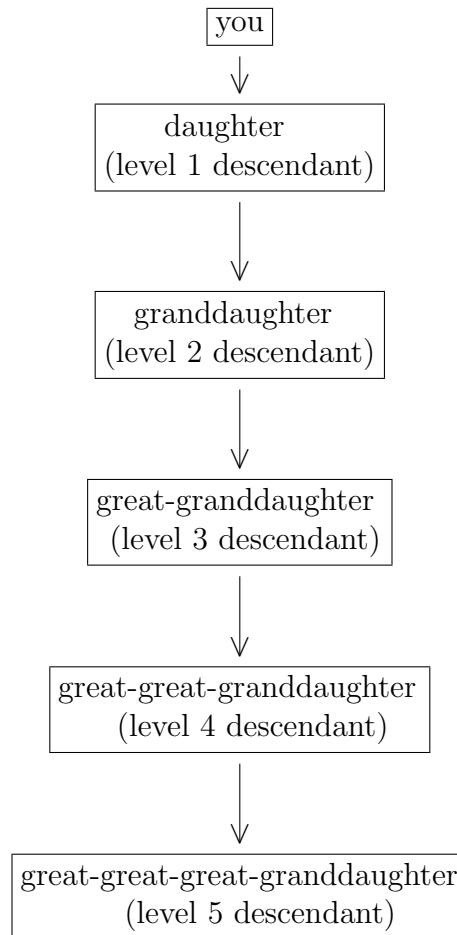 you
daughter
(level 1 descendant)
granddaughter
(level 2 descendant)
great-granddaughter
(level 3 descendant)
great-great-granddaughter
(level 4 descendant)
great-great-great-granddaughter
(level 5 descendant)